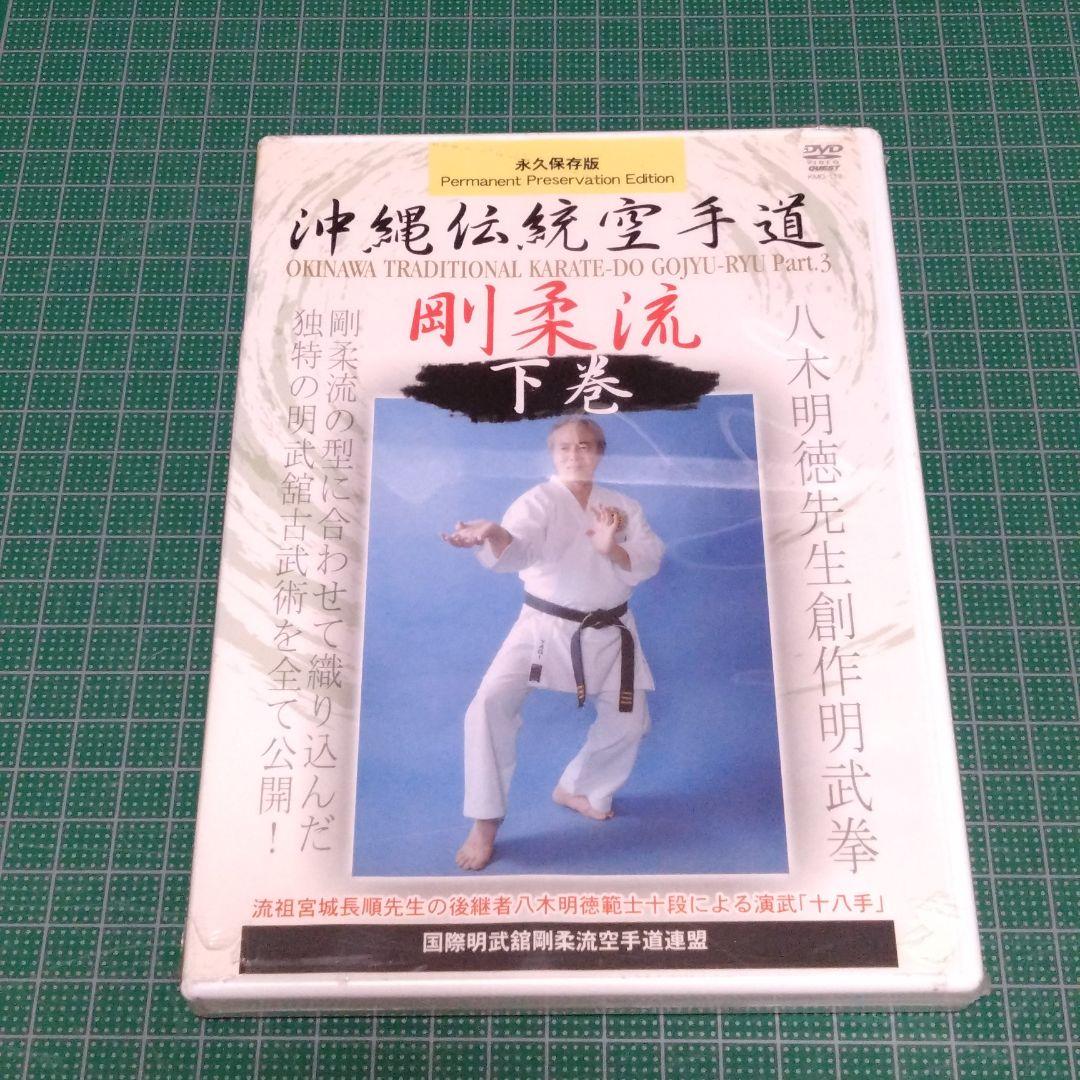 永久保存版
Permanent Preservation Edition
DVD
VIDEO
QUEST
沖縄伝統空手道
OKINAWA TRADITIONAL KARATE-DO GOJYU-RYU Part.3
剛柔流
下巻
八木明徳先生創作明武拳
剛柔流の型に合わせて織り込んだ
独特の明武舘古武術を全て公開！
流祖宮城長順先生の後継者八木明徳範士十段による演武「十八手」
国際明武舘剛柔流空手道連盟